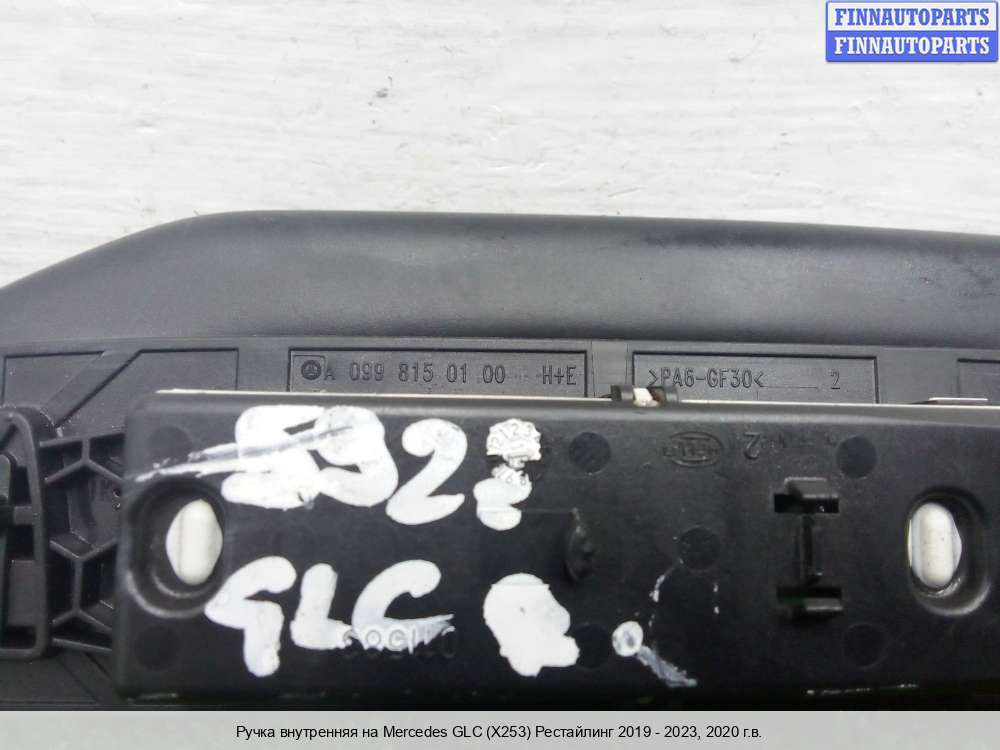 FINNAUTOPARTS
FINNAUTOPARTS
A 099 815 01 00 H+E
>PA6-GF30< 2
GLC
Ручка внутренняя на Mercedes GLC (X253) Рестайлинг 2019 - 2023, 2020 г.в.